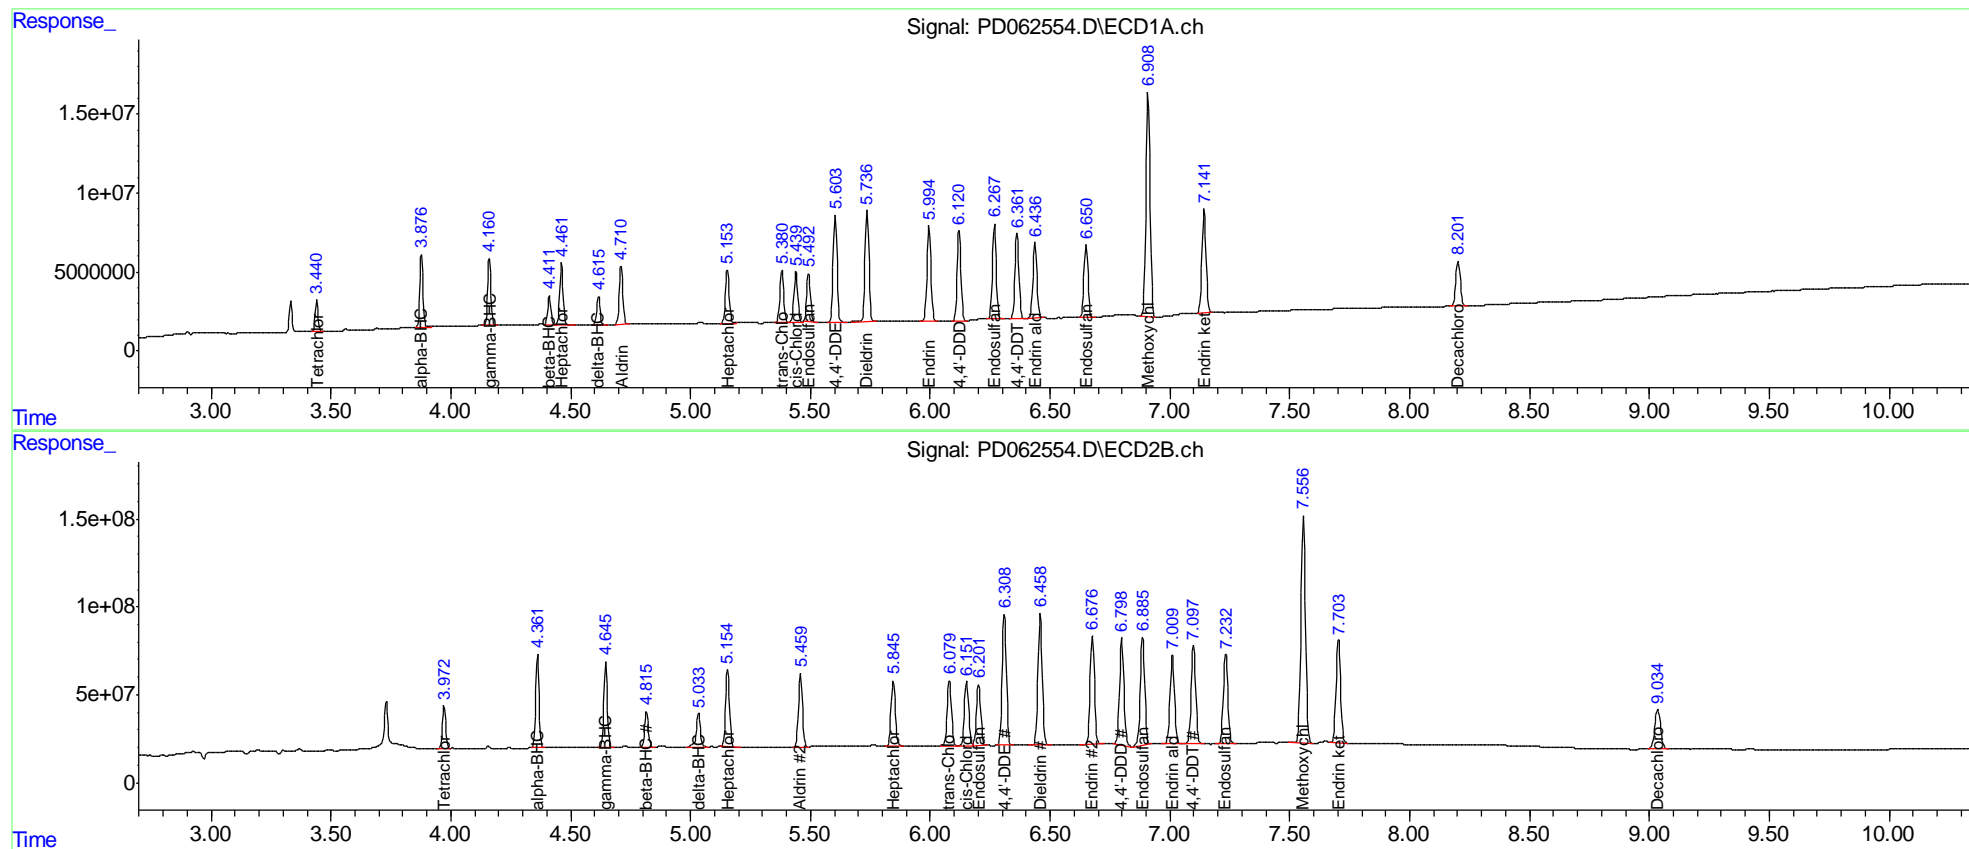 Response_
Signal: PD062554.D\ECD1A.ch
1.5e+07
1e+07
5000000
0
3.440
3.876
4.160
4.411
4.461
4.615
4.710
5.153
5.380
5.439
5.492
5.603
5.736
5.994
6.120
6.267
6.361
6.436
6.650
6.908
7.141
8.201
Tetrachlor
alpha-BHC
gamma-BHC
beta-BHC
Heptachlor
delta-BHC
Aldrin
Heptachlor
trans-Chlo
cis-Chlord
Endosulfan
4,4'-DDE
Dieldrin
Endrin
4,4'-DDD
Endosulfan
4,4'-DDT
Endrin ald
Endosulfan
Methoxychl
Endrin ket
Decachloro
3.00 3.50 4.00 4.50 5.00 5.50 6.00 6.50 7.00 7.50 8.00 8.50 9.00 9.50 10.00
Time
Response_
Signal: PD062554.D\ECD2B.ch
1.5e+08
1e+08
5e+07
0
3.972
4.361
4.645
4.815
5.033
5.154
5.459
5.845
6.079
6.151
6.201
6.308
6.458
6.676
6.798
6.885
7.009
7.097
7.232
7.556
7.703
9.034
Tetrachlor
alpha-BHC
gamma-BHC
beta-BHC #
delta-BHC
Heptachlor
Aldrin #2
Heptachlor
trans-Chlo
cis-Chlord
Endosulfan
4,4'-DDE #
Dieldrin #
Endrin #2
4,4'-DDD #
Endosulfan
Endrin ald
4,4'-DDT #
Endosulfan
Methoxychl
Endrin ket
Decachloro
3.00 3.50 4.00 4.50 5.00 5.50 6.00 6.50 7.00 7.50 8.00 8.50 9.00 9.50 10.00
Time